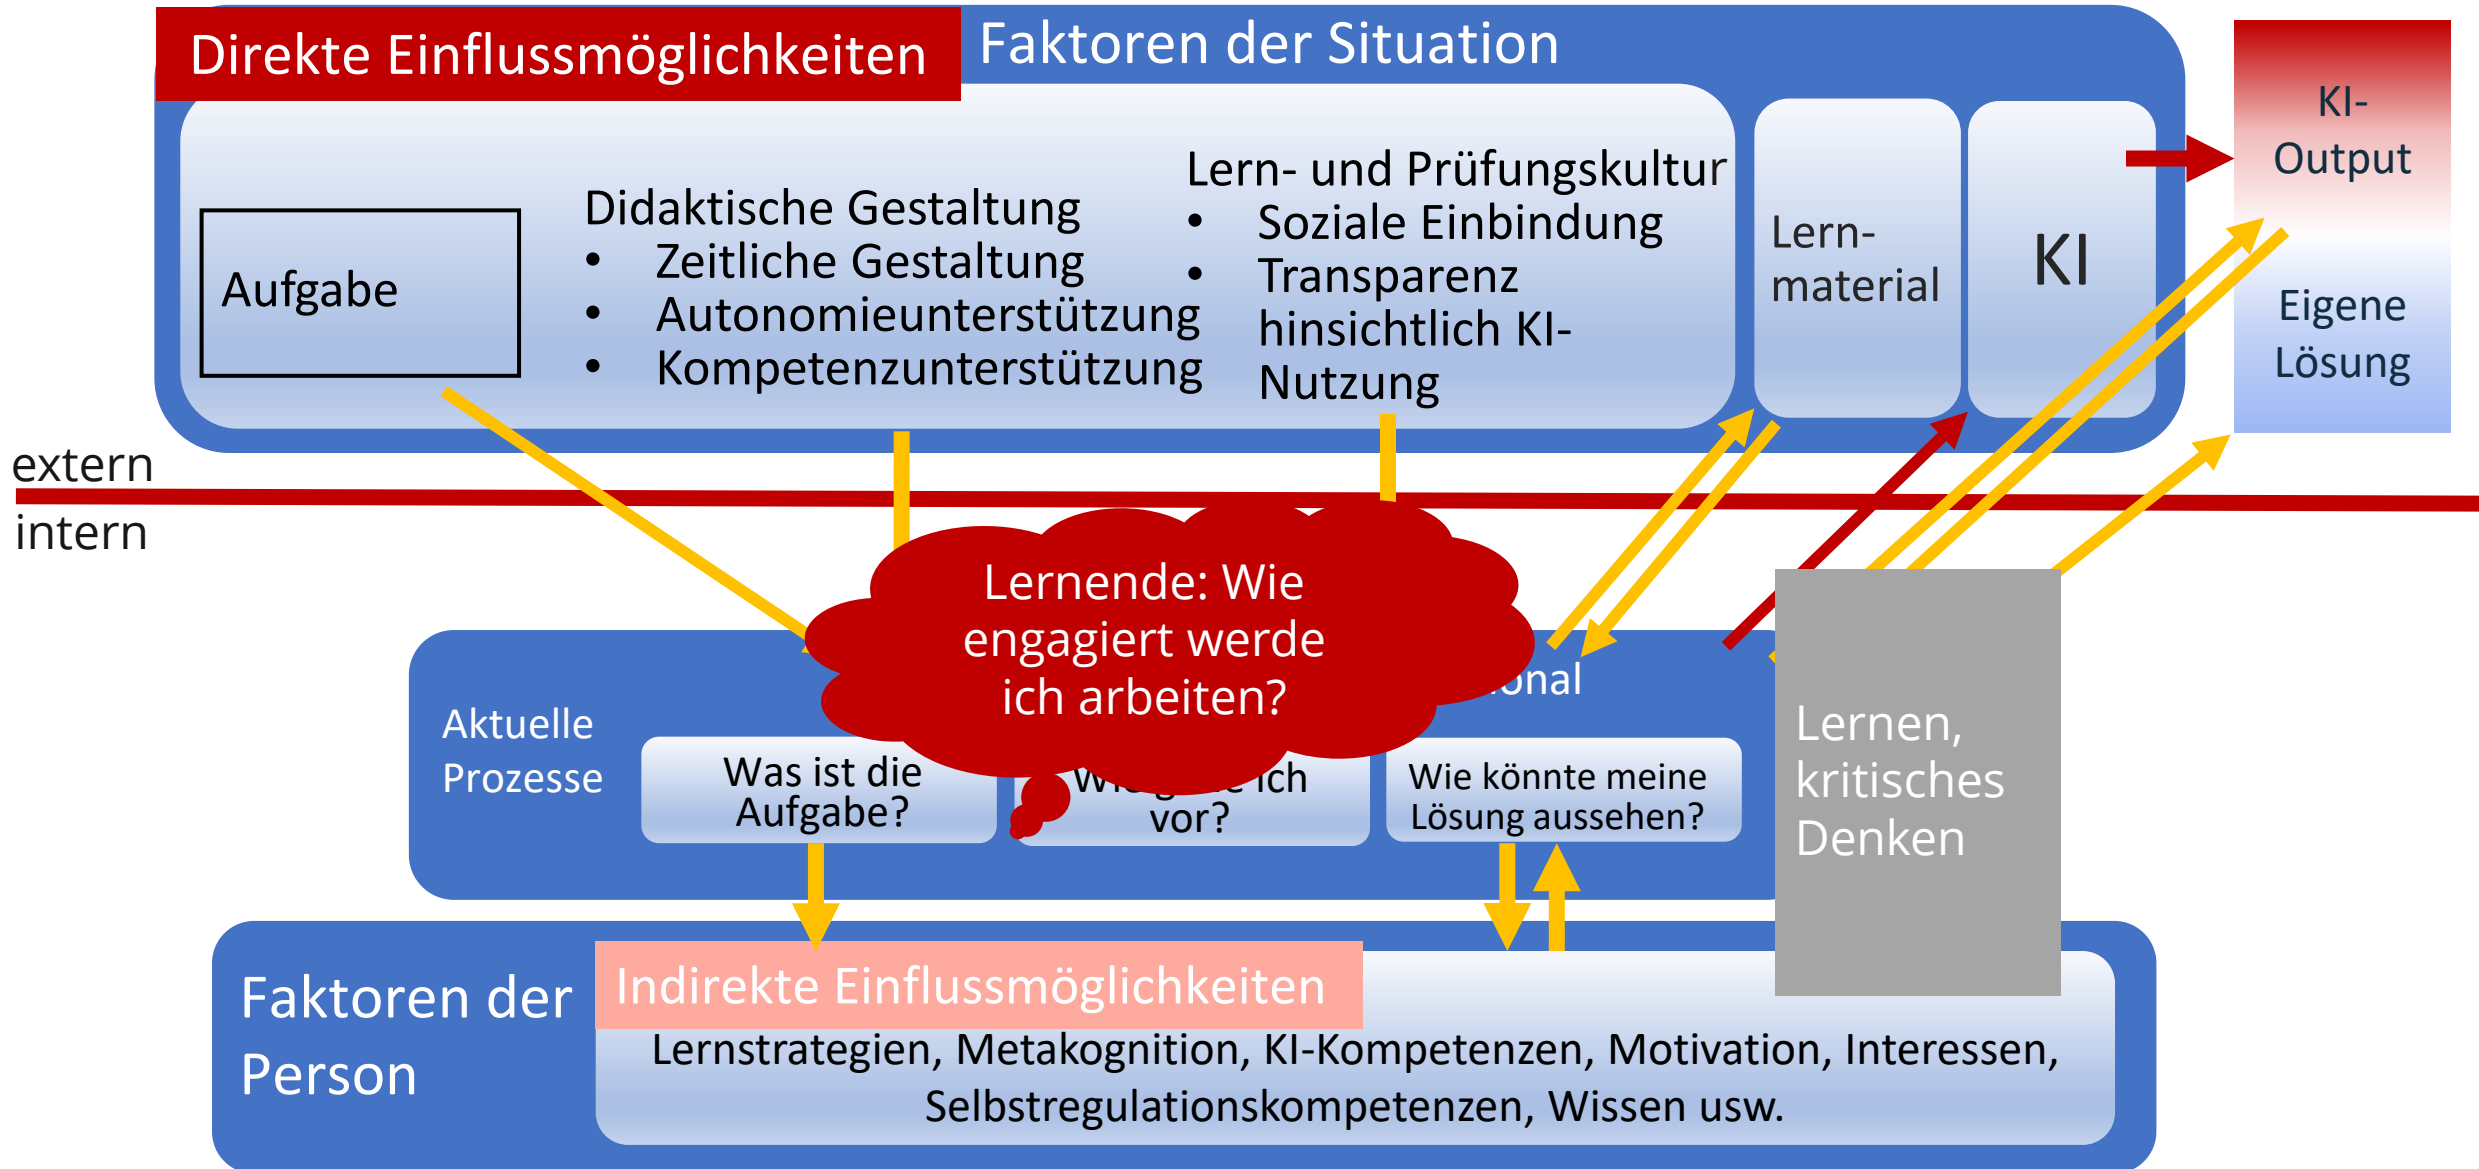 Direkte Einflussmöglichkeiten
Faktoren der Situation
Aufgabe
Didaktische Gestaltung
• Zeitliche Gestaltung
• Autonomieunterstützung
• Kompetenzunterstützung
Lern- und Prüfungskultur
• Soziale Einbindung
• Transparenz
hinsichtlich KI-
Nutzung
Lern-
material
KI
KI-
Output
Eigene
Lösung
extern
intern
Lernende: Wie
engagiert werde
ich arbeiten?
Aktuelle
Prozesse
Was ist die
Aufgabe?
ich
vor?
Wie könnte meine
Lösung aussehen?
Lernen,
kritisches
Denken
Faktoren der
Person
Indirekte Einflussmöglichkeiten
Lernstrategien, Metakognition, KI-Kompetenzen, Motivation, Interessen,
Selbstregulationskompetenzen, Wissen usw.